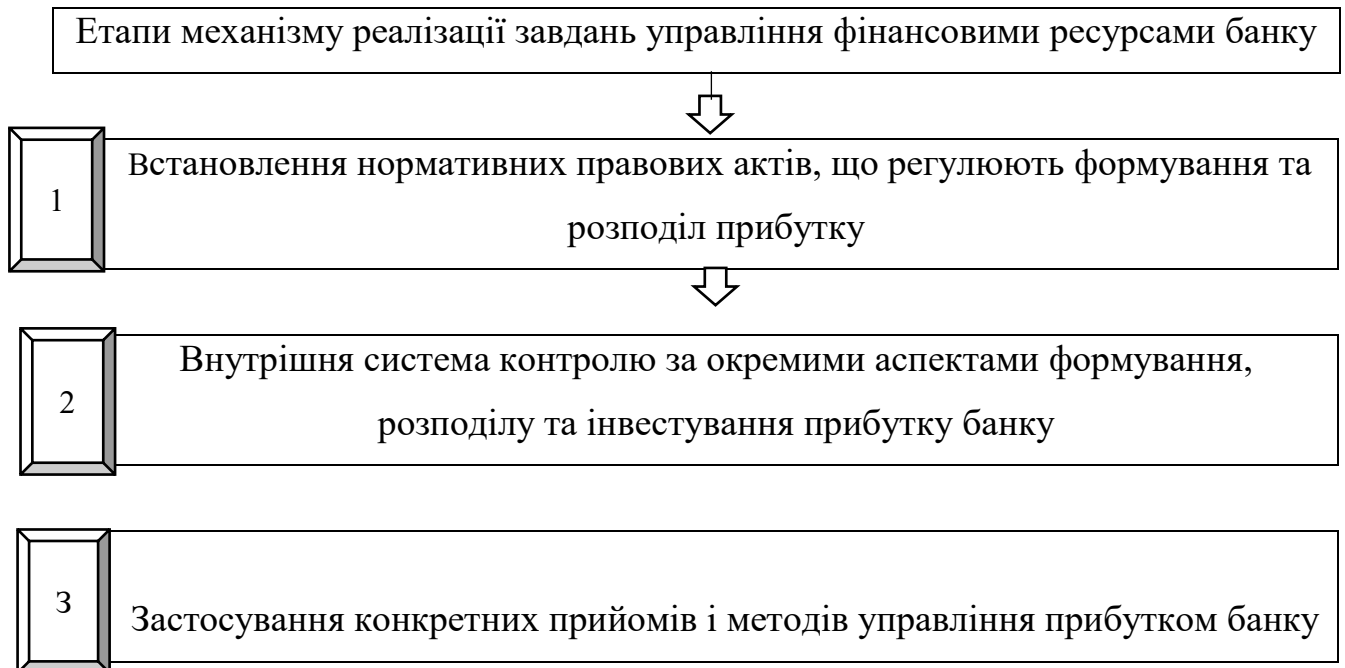 Етапи механізму реалізації завдань управління фінансовими ресурсами банку
1
Встановлення нормативних правових актів, що регулюють формування та
розподіл прибутку
2
Внутрішня система контролю за окремими аспектами формування,
розподілу та інвестування прибутку банку
3
Застосування конкретних прийомів і методів управління прибутком банку